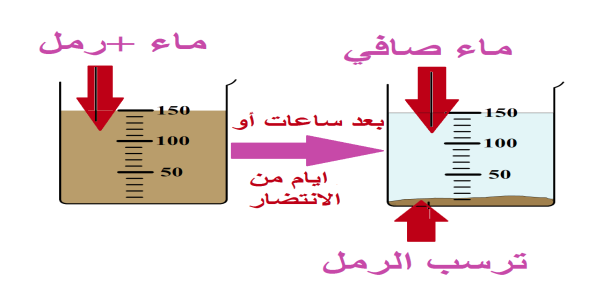 ماء +رمل
ماء صافي
150
100
50
بعد ساعات أو
ايام من
الانتضار
150
100
50
ترسب الرمل